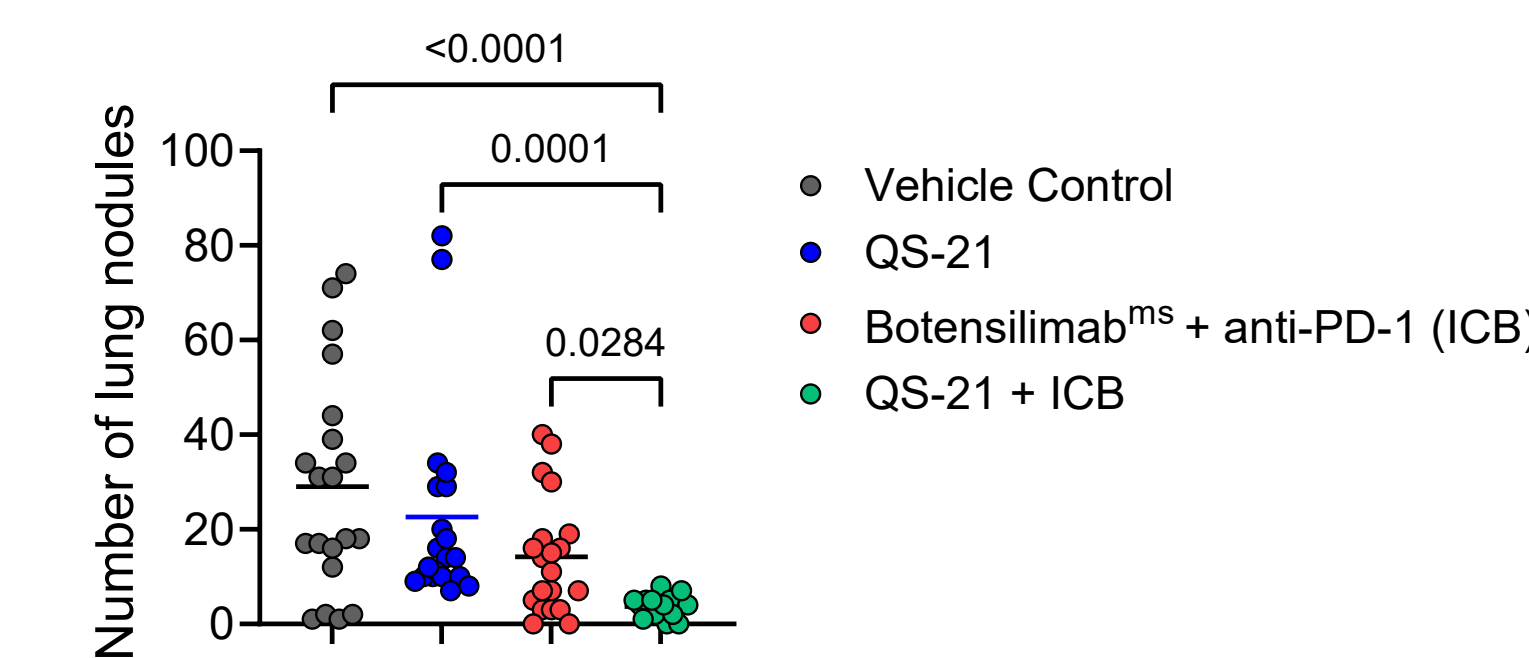 <0.0001
0.0001
0.0284
Number of lung nodules
100
80
60
40
20
0
Vehicle Control
QS-21
Botensilimabms + anti-PD-1 (ICB)
QS-21 + ICB